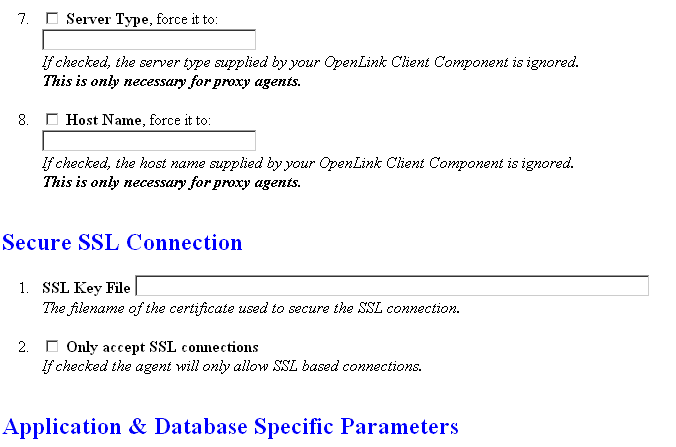 7. Server Type, force it to:
If checked, the server type supplied by your OpenLink Client Component is ignored.
This is only necessary for proxy agents.
8. Host Name, force it to:
If checked, the host name supplied by your OpenLink Client Component is ignored.
This is only necessary for proxy agents.
Secure SSL Connection
1. SSL Key File
The filename of the certificate used to secure the SSL connection.
2. Only accept SSL connections
If checked the agent will only allow SSL based connections.
Application & Database Specific Parameters